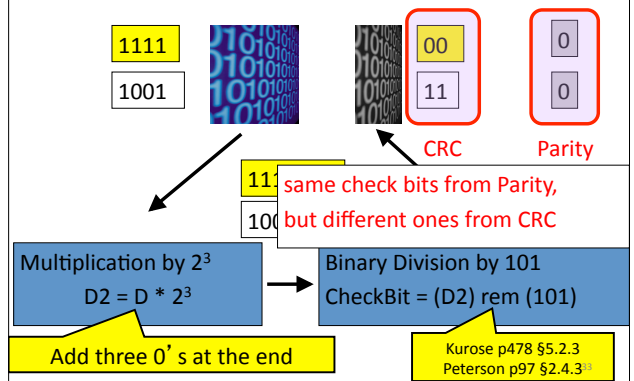 1111
00
0
1001
11
0
CRC
Parity
same check bits from Parity,
but different ones from CRC
Multiplication by 2³
D2 = D * 2³
Binary Division by 101
CheckBit = (D2) rem (101)
Add three 0's at the end
Kurose p478 §5.2.3
Peterson p97 §2.4.3
33